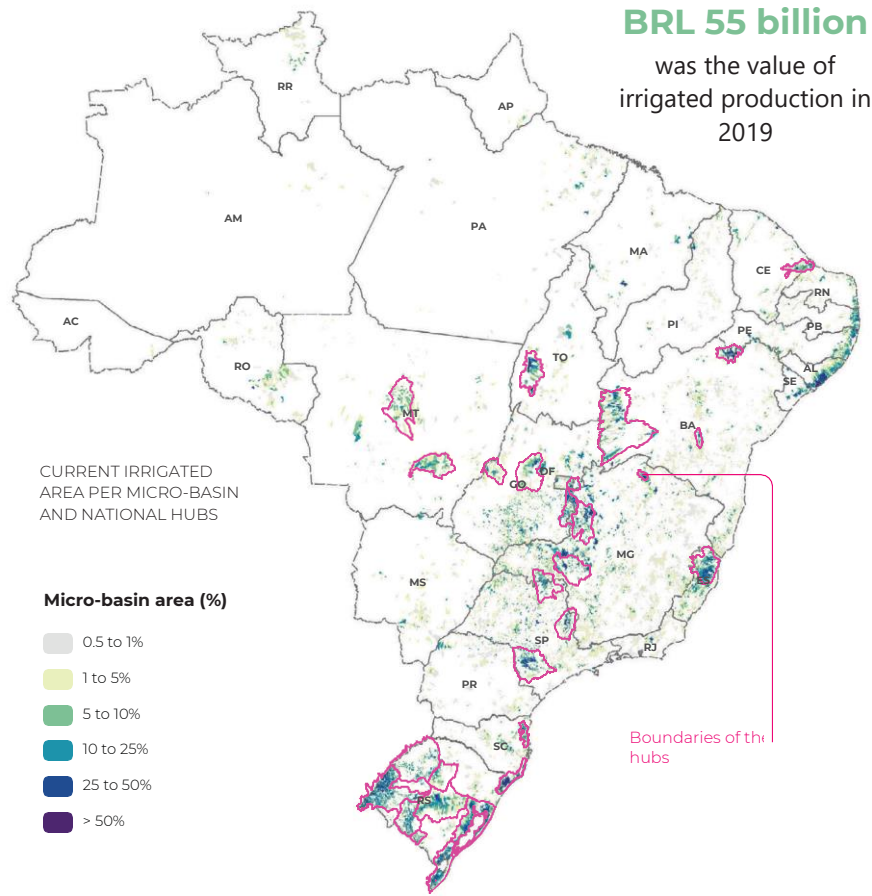 BRL 55 billion
was the value of
irrigated production in
2019
RR
AP
AM
PA
MA
CE
RN
PB
PI
PE
AL
SE
AC
RO
TO
MT
BA
DF
GO
MG
MS
SP
RJ
PR
SC
RS
CURRENT IRRIGATED
AREA PER MICRO-BASIN
AND NATIONAL HUBS
Micro-basin area (%)
0.5 to 1%
1 to 5%
5 to 10%
10 to 25%
25 to 50%
> 50%
Boundaries of the
hubs